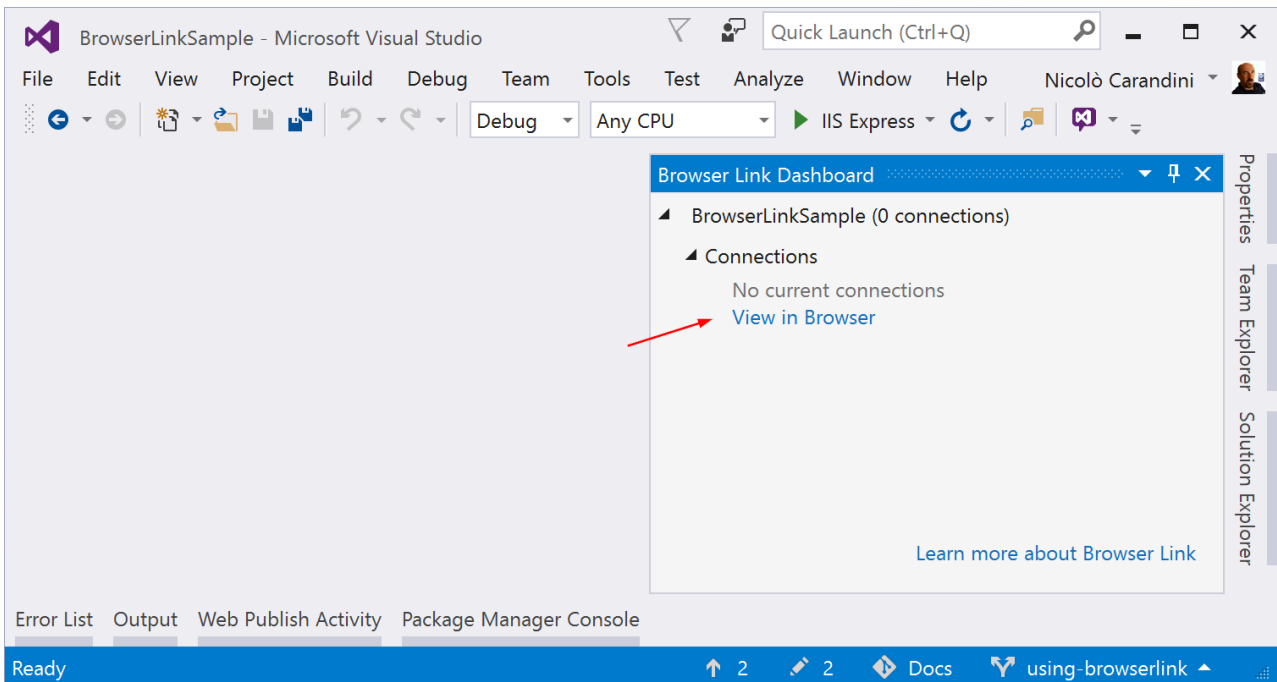 BrowserLinkSample - Microsoft Visual Studio
Quick Launch (Ctrl+Q)
File Edit View Project Build Debug Team Tools Test Analyze Window Help Nicolò Carandini
Debug Any CPU IIS Express
Browser Link Dashboard
BrowserLinkSample (0 connections)
Connections
No current connections
View in Browser
Learn more about Browser Link
Properties
Team Explorer
Solution Explorer
Error List Output Web Publish Activity Package Manager Console
Ready 2 2 Docs using-browserlink